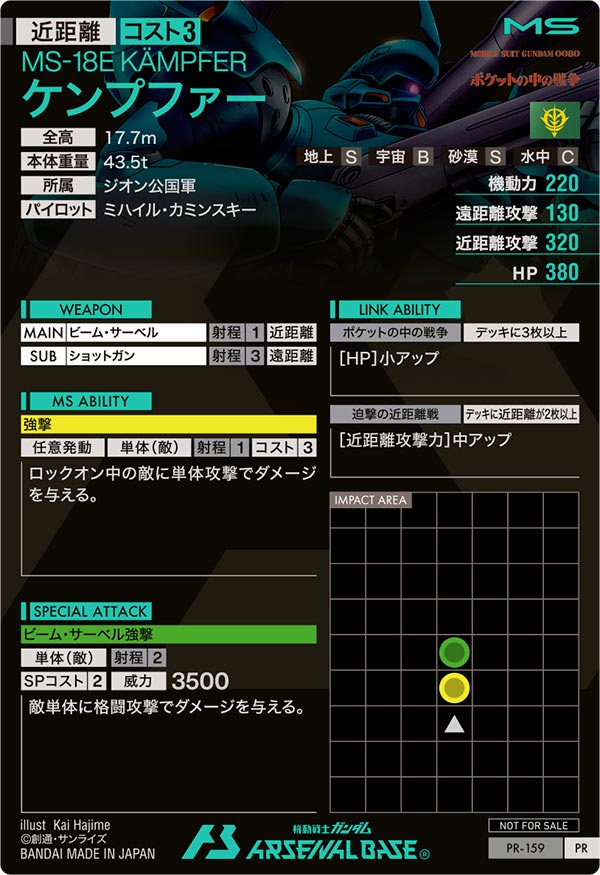 近距離 コスト3
MS
MS-18E KÄMPFER
MOBILE SUIT GUNDAM 0080
ケンプファー
ポケットの中の戦争
全高 17.7m
本体重量 43.5t
地上 S 宇宙 B 砂漠 S 水中 C
所属 ジオン公国軍
機動力 220
パイロット ミハイル・カミンスキー
遠距離攻撃 130
近距離攻撃 320
HP 380
WEAPON
MAIN ビーム・サーベル 射程 1 近距離
SUB ショットガン 射程 3 遠距離
MS ABILITY
強撃
任意発動 単体(敵) 射程 1 コスト 3
ロックオン中の敵に単体攻撃でダメージ
を与える。
SPECIAL ATTACK
ビーム・サーベル強撃
単体(敵) 射程 2
SPコスト 2 威力 3500
敵単体に格闘攻撃でダメージを与える。
LINK ABILITY
ポケットの中の戦争 デッキに3枚以上
[HP]小アップ
迫撃の近距離戦 デッキに近距離が2枚以上
[近距離攻撃力]中アップ
IMPACT AREA
illust Kai Hajime
©創通・サンライズ
BANDAI MADE IN JAPAN
機動戦士ガンダム
ARSENAL BASE®
NOT FOR SALE
PR-159 PR